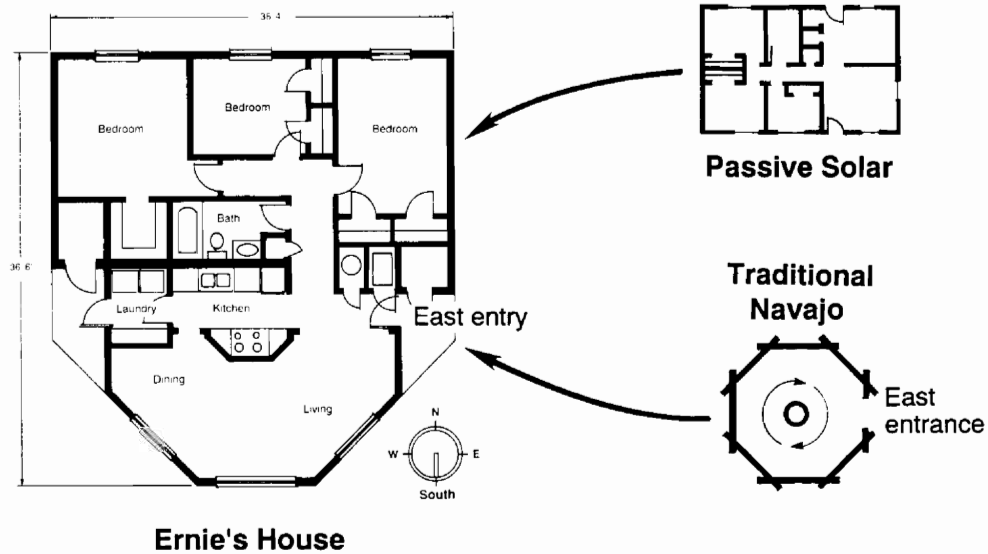 36-4
Bedroom
Bedroom
Bedroom
Bath
36'6"
Laundry
Kitchen
East entry
Dining
Living
N
W
E
South
Ernie's House
Passive Solar
Traditional
Navajo
East
entrance